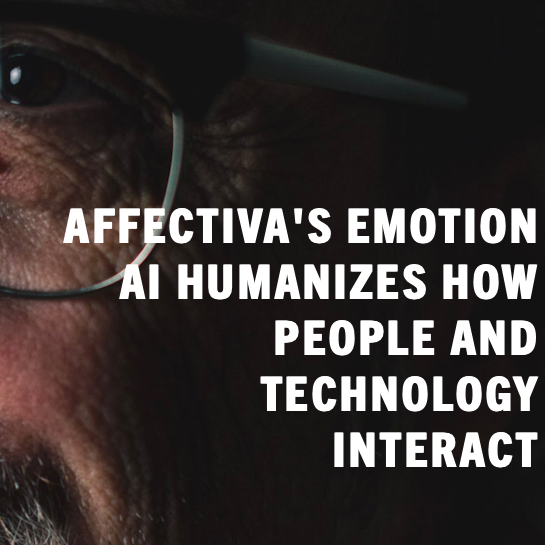 AFFECTIVA'S EMOTION
AI HUMANIZES HOW
PEOPLE AND
TECHNOLOGY
INTERACT